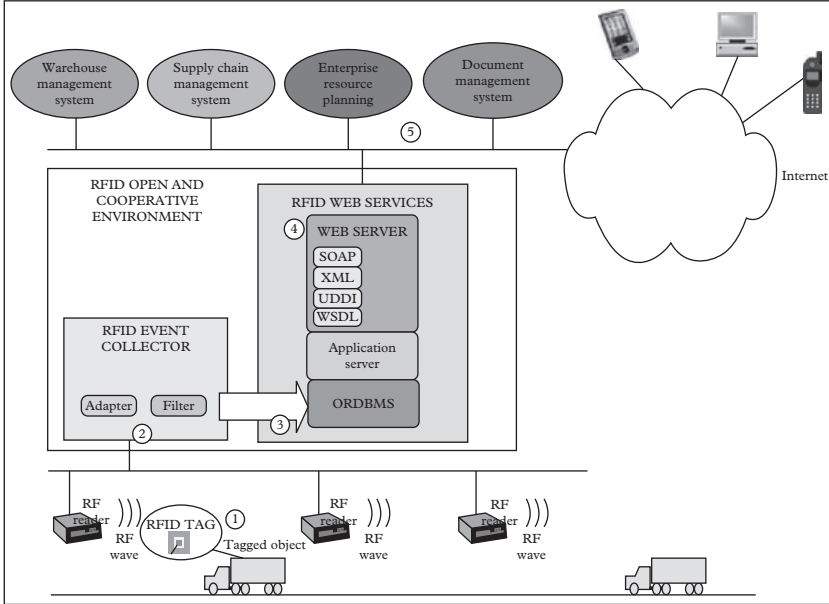 Warehouse
management
system
Supply chain
management
system
Enterprise
resource
planning
Document
management
system
5
Internet
RFID OPEN AND
COOPERATIVE
ENVIRONMENT
RFID WEB SERVICES
4
WEB SERVER
SOAP
XML
UDDI
WSDL
RFID EVENT
COLLECTOR
Application
server
Adapter
Filter
ORDBMS
2
3
RF
reader
RF
wave
RFID TAG
1
Tagged object
RF
reader
RF
wave
RF
reader
RF
wave